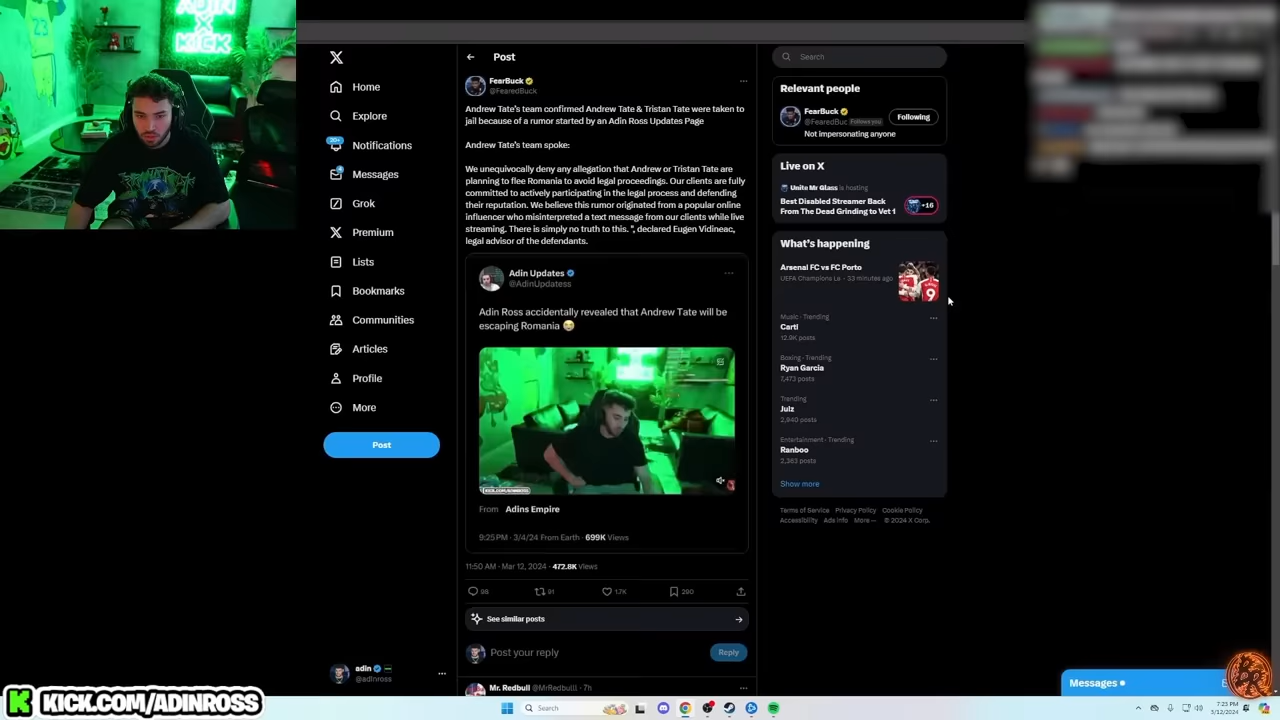 ADIN
X
KICK
Home
Explore
20+
Notifications
Messages
Grok
Premium
Lists
Bookmarks
Communities
Articles
Profile
More
Post
adin
@adinross
KICK.COM/ADINROSS
Post
FearBuck
@FearedBuck
Andrew Tate's team confirmed Andrew Tate & Tristan Tate were taken to
jail because of a rumor started by an Adin Ross Updates Page
Andrew Tate's team spoke:
We unequivocally deny any allegation that Andrew or Tristan Tate are
planning to flee Romania to avoid legal proceedings. Our clients are fully
committed to actively participating in the legal process and defending
their reputation. We believe this rumor originated from a popular online
influencer who misinterpreted a text message from our clients while live
streaming. There is simply no truth to this. ", declared Eugen Vidineac,
legal advisor of the defendants.
Adin Updates
@AdinUpdatess
Adin Ross accidentally revealed that Andrew Tate will be
escaping Romania 😭
KICK.COM/ADINROSS
From Adins Empire
9:25 PM · 3/4/24 From Earth · 699K Views
11:50 AM · Mar 12, 2024 · 472.8K Views
98 91 1.7K 290
See similar posts
Post your reply
Reply
Mr. Redbull @MrRedbulll · 7h
Search
Relevant people
FearBuck
@FearedBuc Follows you
Following
Not impersonating anyone
Live on X
Unite Mr Glass is hosting
Best Disabled Streamer Back
From The Dead Grinding to Vet 1
+16
What's happening
Arsenal FC vs FC Porto
UEFA Champions Le · 33 minutes ago
Music · Trending
Carti
12.9K posts
Boxing · Trending
Ryan Garcia
7,473 posts
Trending
Julz
2,940 posts
Entertainment · Trending
Ranboo
2,363 posts
Show more
Terms of Service Privacy Policy Cookie Policy
Accessibility Ads info More ··· © 2024 X Corp.
Messages
Search
7:25 PM
3/12/2024